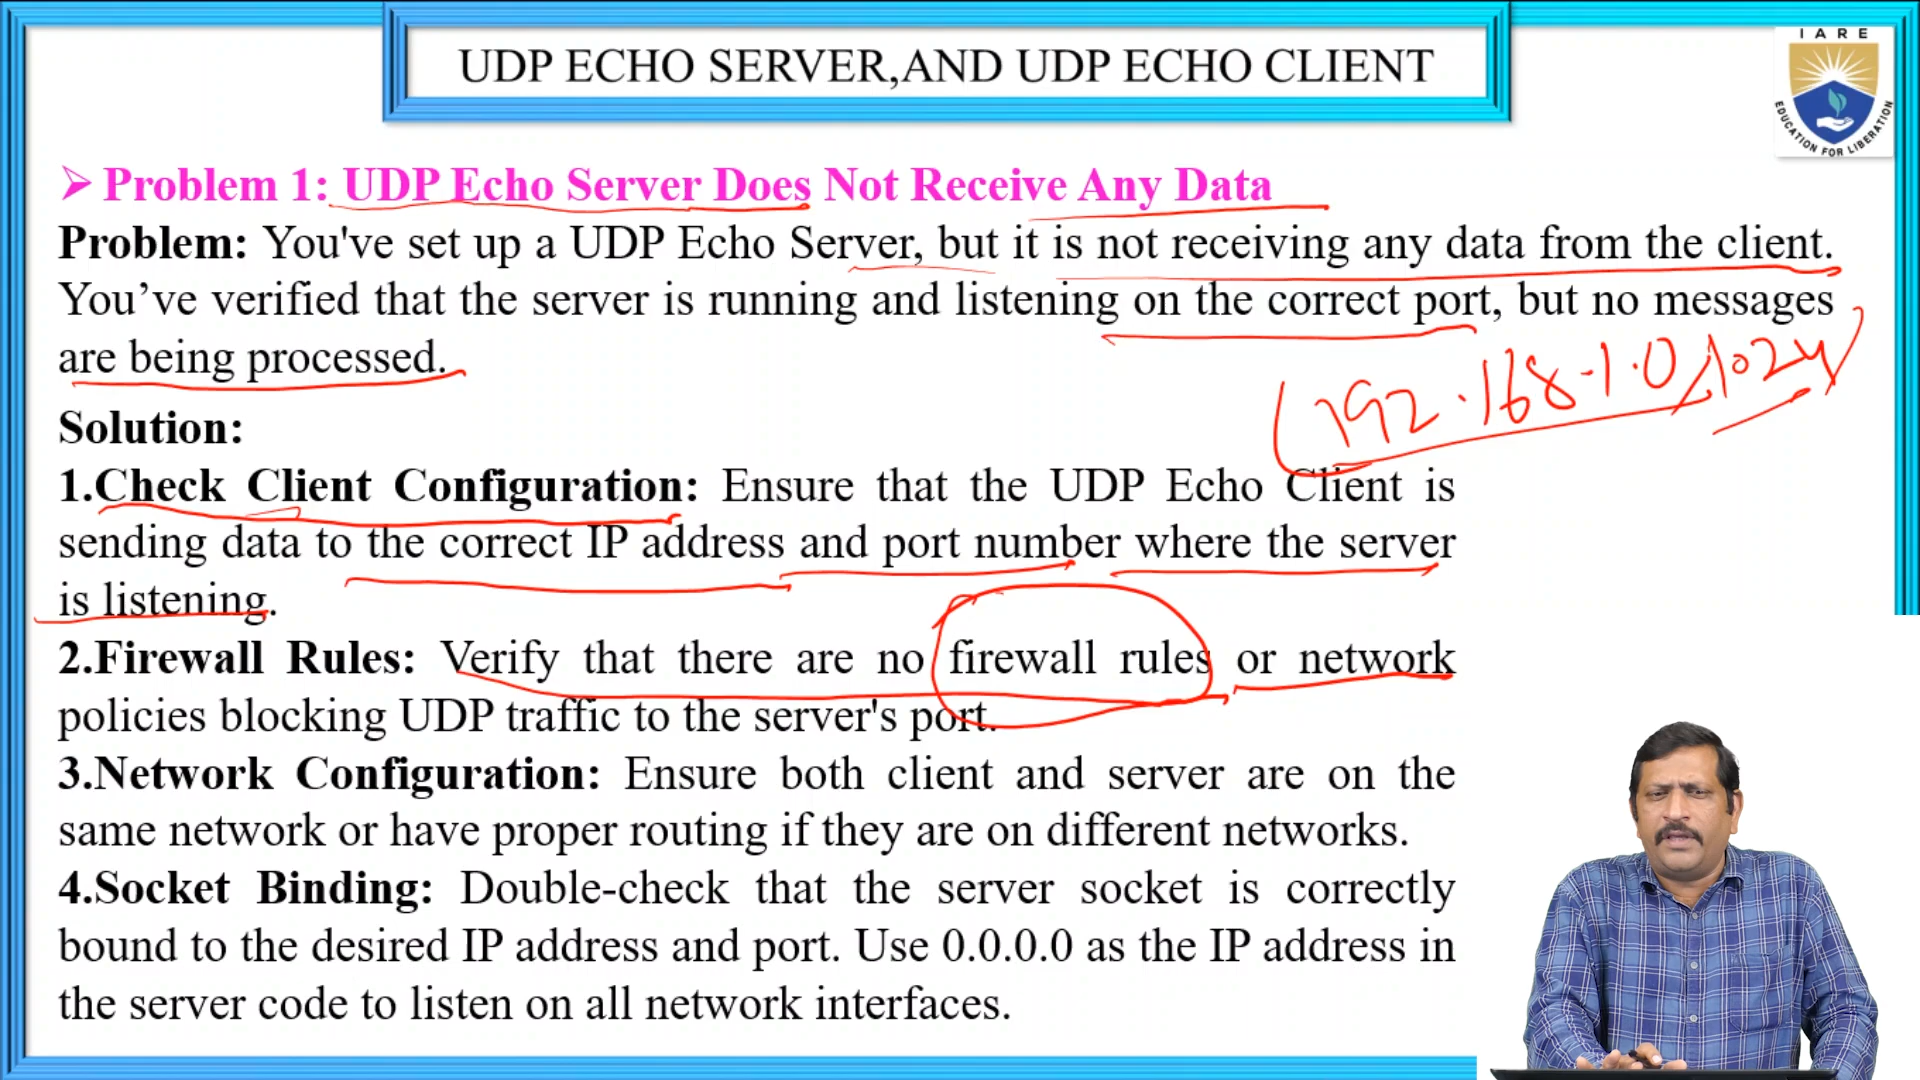 UDP ECHO SERVER,AND UDP ECHO CLIENT
IARE
EDUCATION FOR LIBERATION
➢ Problem 1: UDP Echo Server Does Not Receive Any Data
Problem: You've set up a UDP Echo Server, but it is not receiving any data from the client.
You’ve verified that the server is running and listening on the correct port, but no messages
are being processed.
(192.168.1.0, 1024)
Solution:
1.Check Client Configuration: Ensure that the UDP Echo Client is
sending data to the correct IP address and port number where the server
is listening.
2.Firewall Rules: Verify that there are no firewall rules or network
policies blocking UDP traffic to the server's port.
3.Network Configuration: Ensure both client and server are on the
same network or have proper routing if they are on different networks.
4.Socket Binding: Double-check that the server socket is correctly
bound to the desired IP address and port. Use 0.0.0.0 as the IP address in
the server code to listen on all network interfaces.